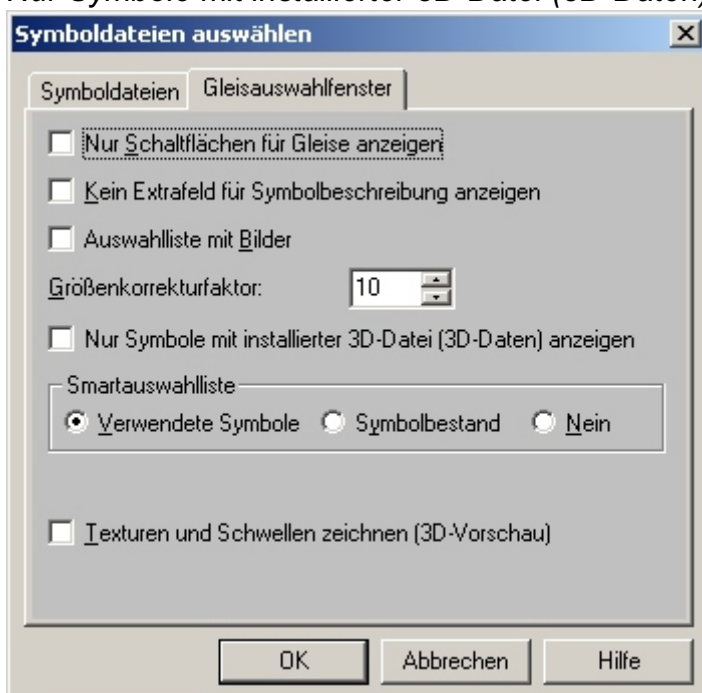 Nur Symbole mit installierter 3D-Datei (3D-Daten)
Symboldateien auswählen
Symboldateien Gleisauswahlfenster
Nur Schaltflächen für Gleise anzeigen
Kein Extrafeld für Symbolbeschreibung anzeigen
Auswahlliste mit Bilder
Größenkorrekturfaktor: 10
Nur Symbole mit installierter 3D-Datei (3D-Daten) anzeigen
Smartauswahlliste
Verwendete Symbole Symbolbestand Nein
Texturen und Schwellen zeichnen (3D-Vorschau)
OK Abbrechen Hilfe